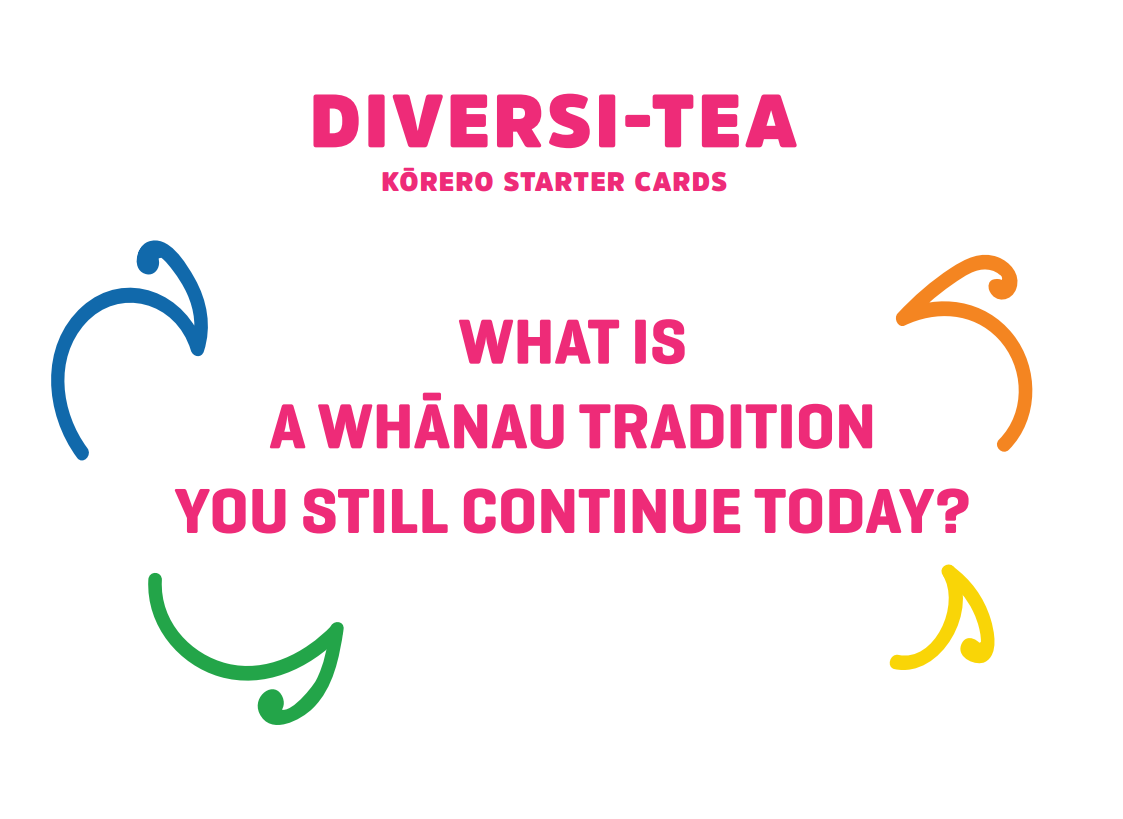 DIVERSI-TEA
KŌRERO STARTER CARDS
WHAT IS
A WHĀNAU TRADITION
YOU STILL CONTINUE TODAY?